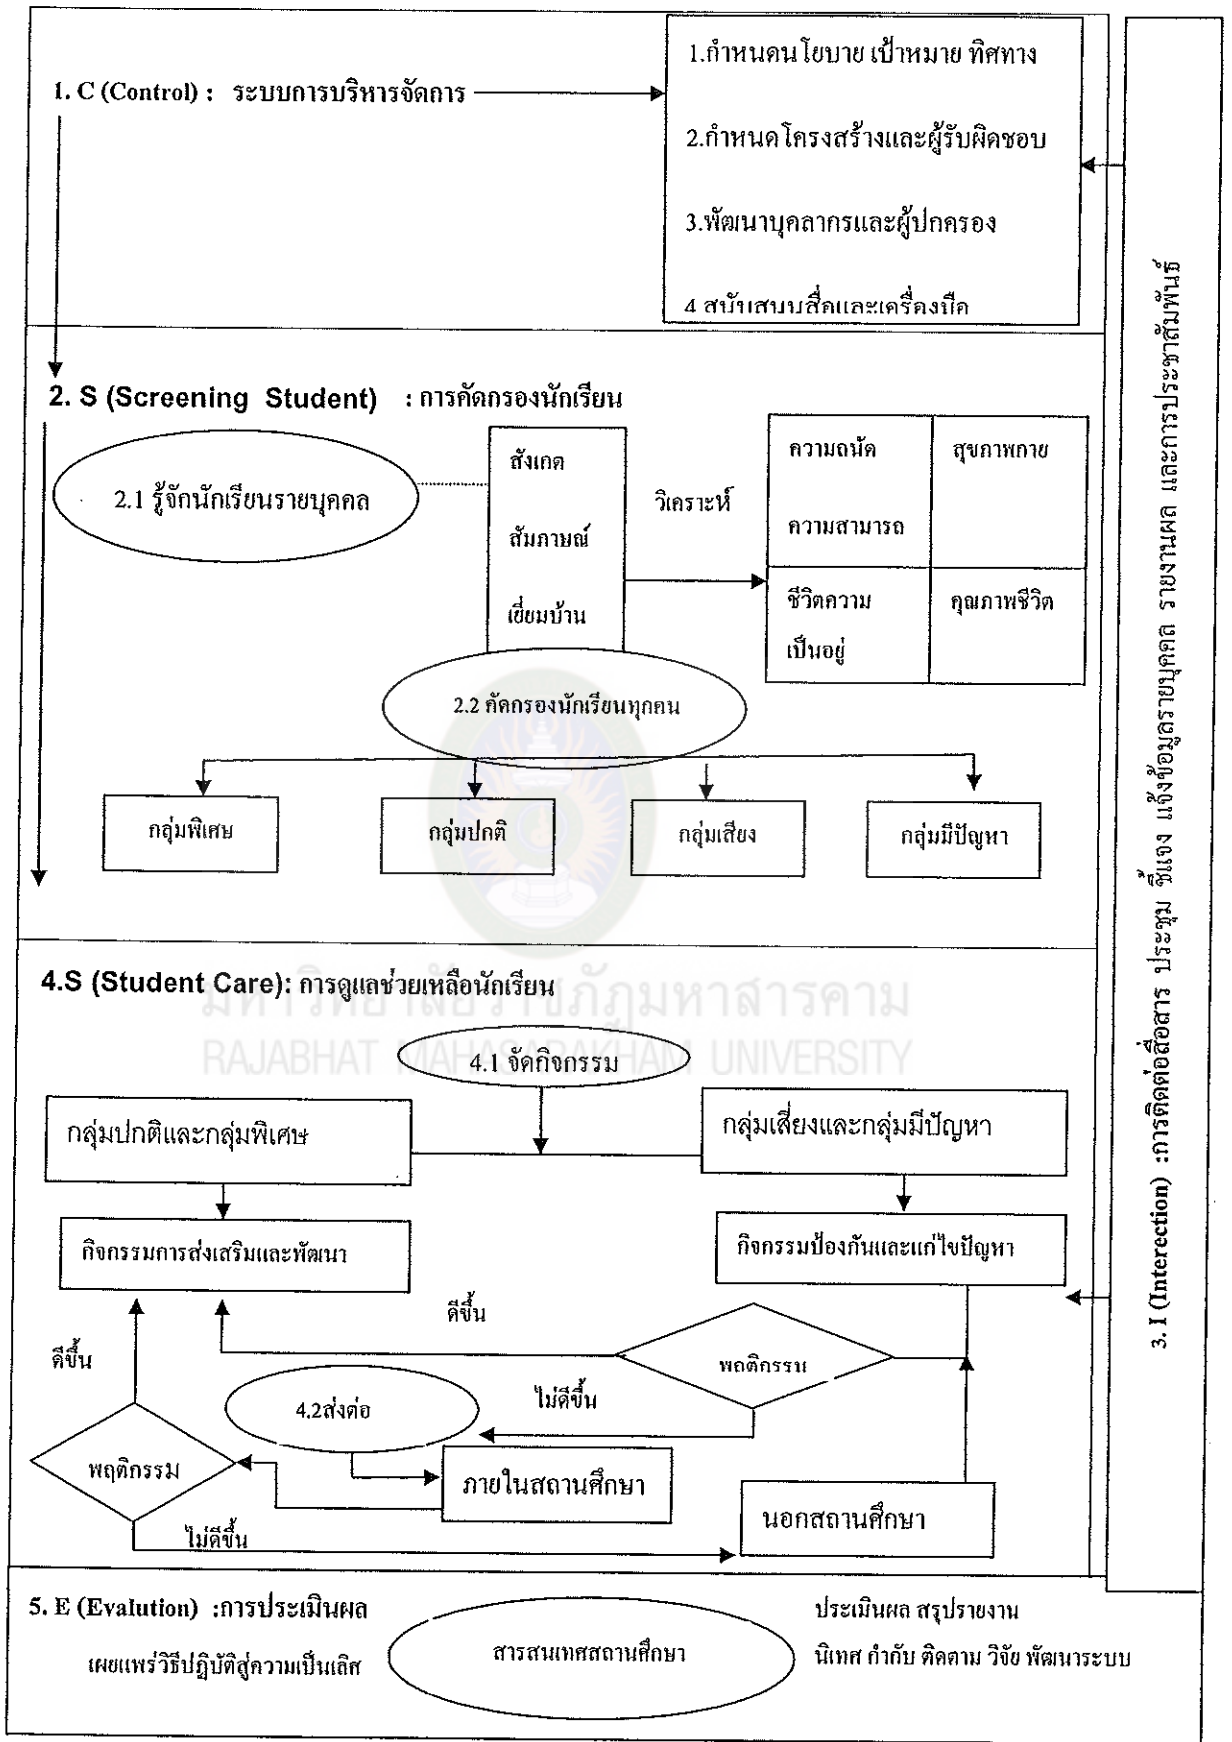 1. C (Control) : ระบบการบริหารจัดการ
1.กำหนดนโยบาย เป้าหมาย ทิศทาง
2.กำหนดโครงสร้างและผู้รับผิดชอบ
3.พัฒนาบุคลากรและผู้ปกครอง
4 สนับสนุนสื่อและเครื่องมือ
2. S (Screening Student) : การคัดกรองนักเรียน
2.1 รู้จักนักเรียนรายบุคคล
สังเกต
สัมภาษณ์
เยี่ยมบ้าน
วิเคราะห์
ความถนัด
ความสามารถ
สุขภาพกาย
ชีวิตความ
เป็นอยู่
คุณภาพชีวิต
2.2 คัดกรองนักเรียนทุกคน
กลุ่มพิเศษ
กลุ่มปกติ
กลุ่มเสี่ยง
กลุ่มมีปัญหา
3. I (Interection) :การติดต่อสื่อสาร ประชุม ชี้แจง แจ้งข้อมูลรายบุคคล รายงานผล และการประชาสัมพันธ์
4.S (Student Care): การดูแลช่วยเหลือนักเรียน
มหาวิทยาลัยราชภัฏมหาสารคาม
RAJABHAT MAHASARAKHAM UNIVERSITY
4.1 จัดกิจกรรม
กลุ่มปกติและกลุ่มพิเศษ
กลุ่มเสี่ยงและกลุ่มมีปัญหา
กิจกรรมการส่งเสริมและพัฒนา
กิจกรรมป้องกันและแก้ไขปัญหา
ดีขึ้น
ดีขึ้น
พฤติกรรม
ไม่ดีขึ้น
4.2ส่งต่อ
พฤติกรรม
ภายในสถานศึกษา
นอกสถานศึกษา
ไม่ดีขึ้น
5. E (Evalution) :การประเมินผล
เผยแพร่วิธีปฏิบัติสู่ความเป็นเลิศ
สารสนเทศสถานศึกษา
ประเมินผล สรุปรายงาน
นิเทศ กำกับ ติดตาม วิจัย พัฒนาระบบ